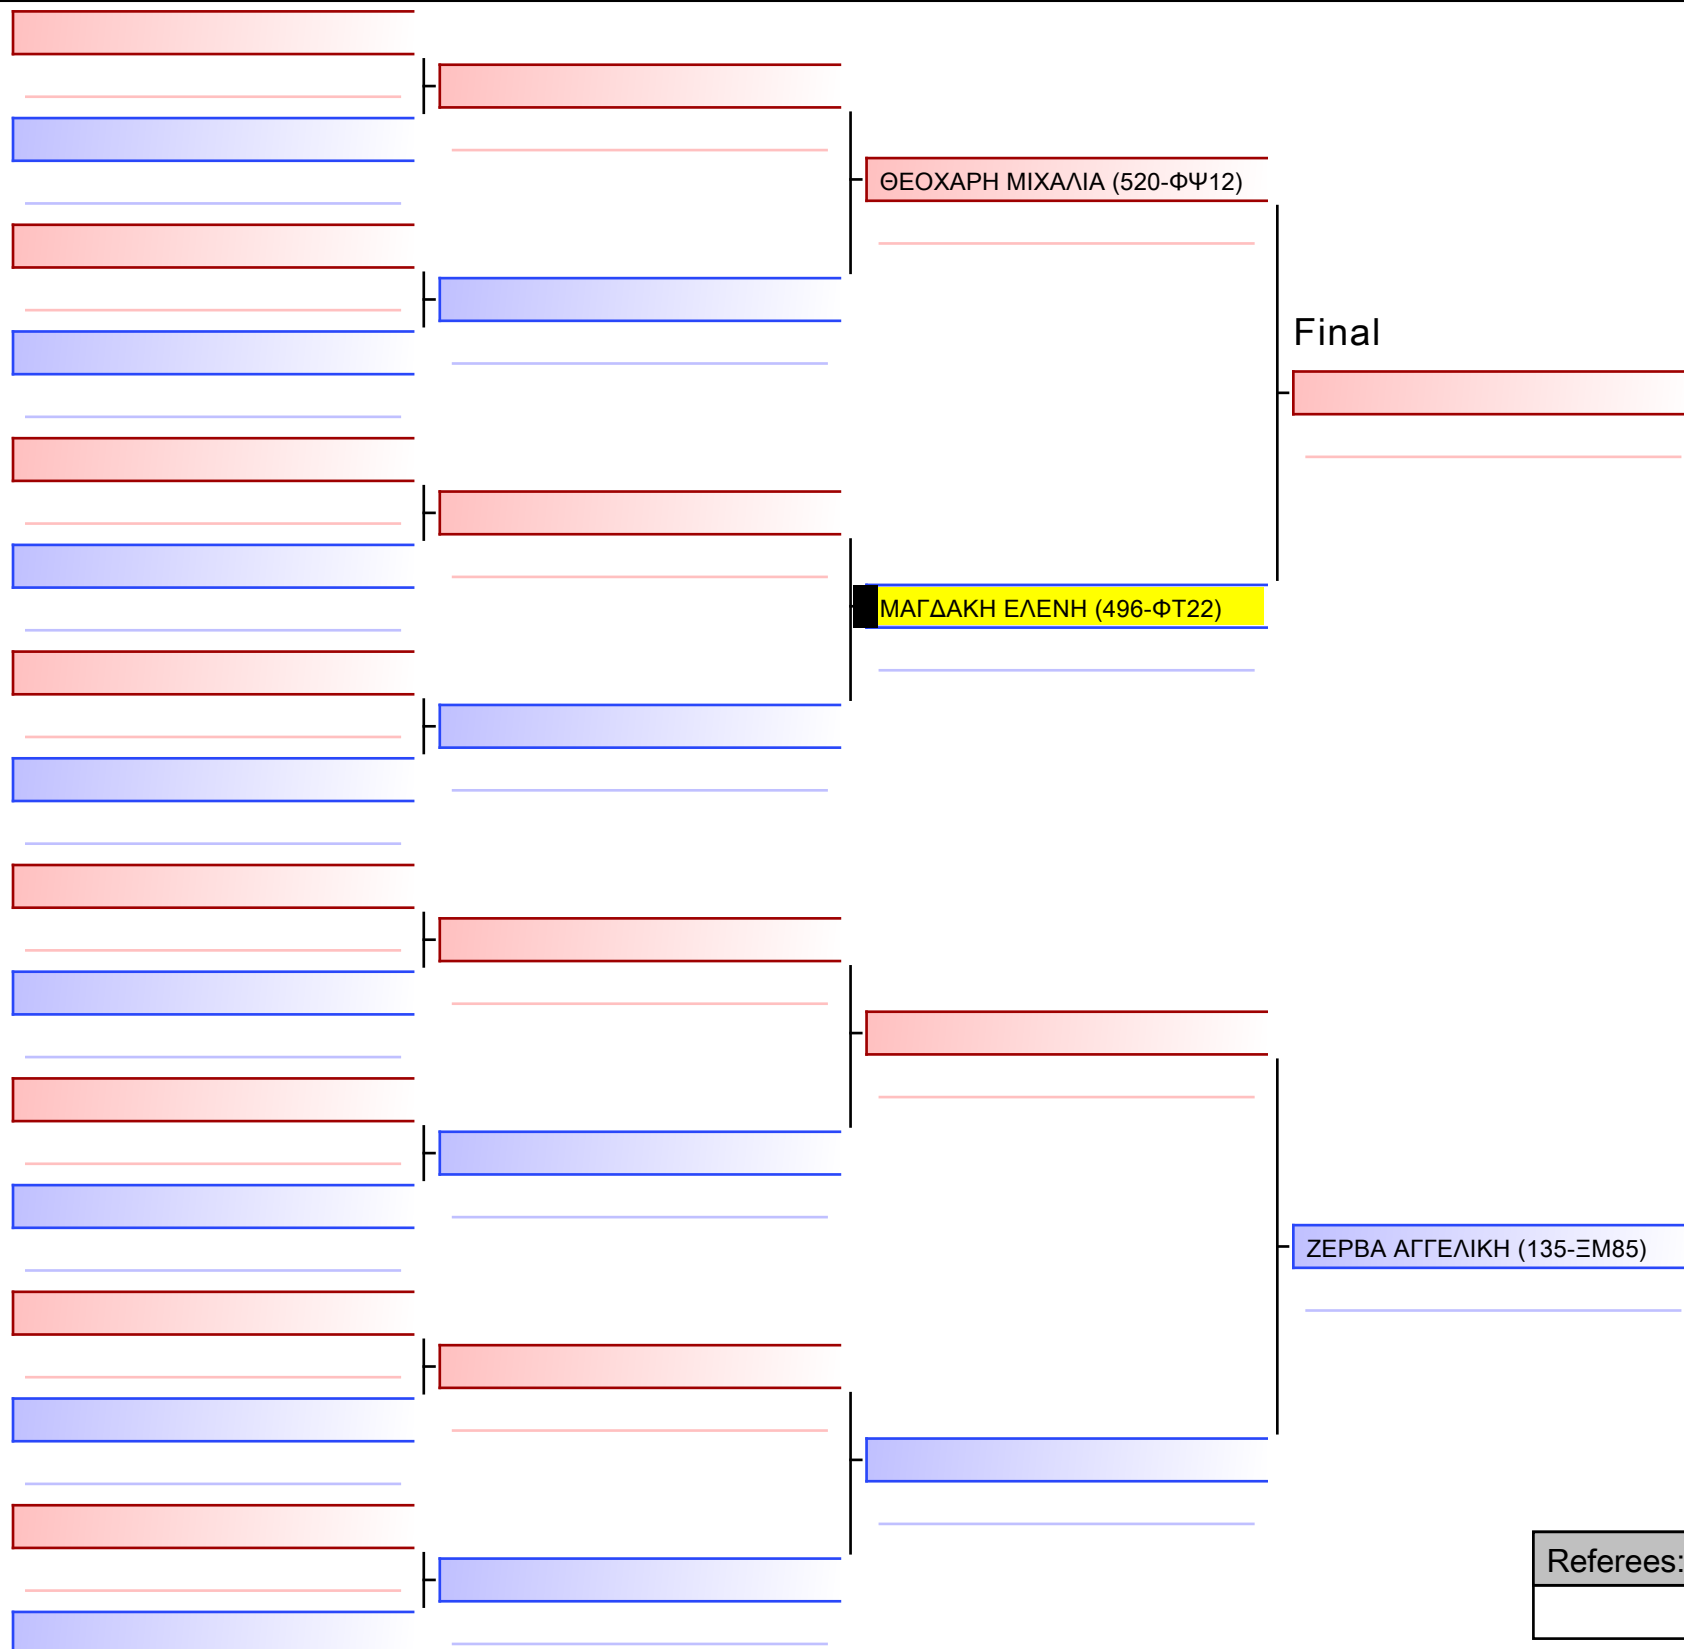 ΘΕΟΧΑΡΗ ΜΙΧΑΛΙΑ (520-ΦΨ12)
Final
ΜΑΓΔΑΚΗ ΕΛΕΝΗ (496-ΦΤ22)
ΖΕΡΒΑ ΑΓΓΕΛΙΚΗ (135-ΞΜ85)
Referees: